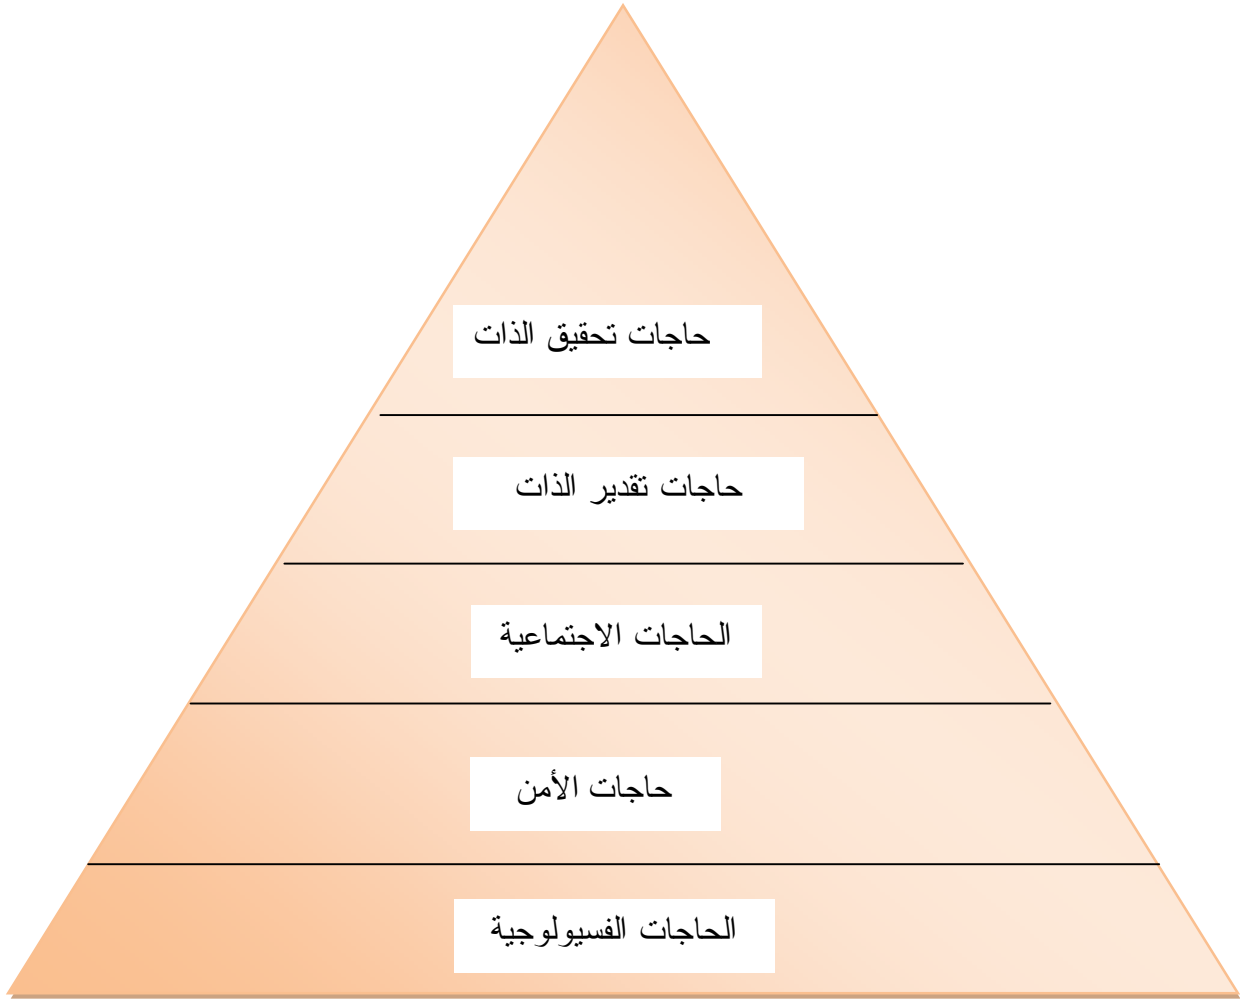 حاجات تحقيق الذات
حاجات تقدير الذات
الحاجات الاجتماعية
حاجات الأمن
الحاجات الفسيولوجية